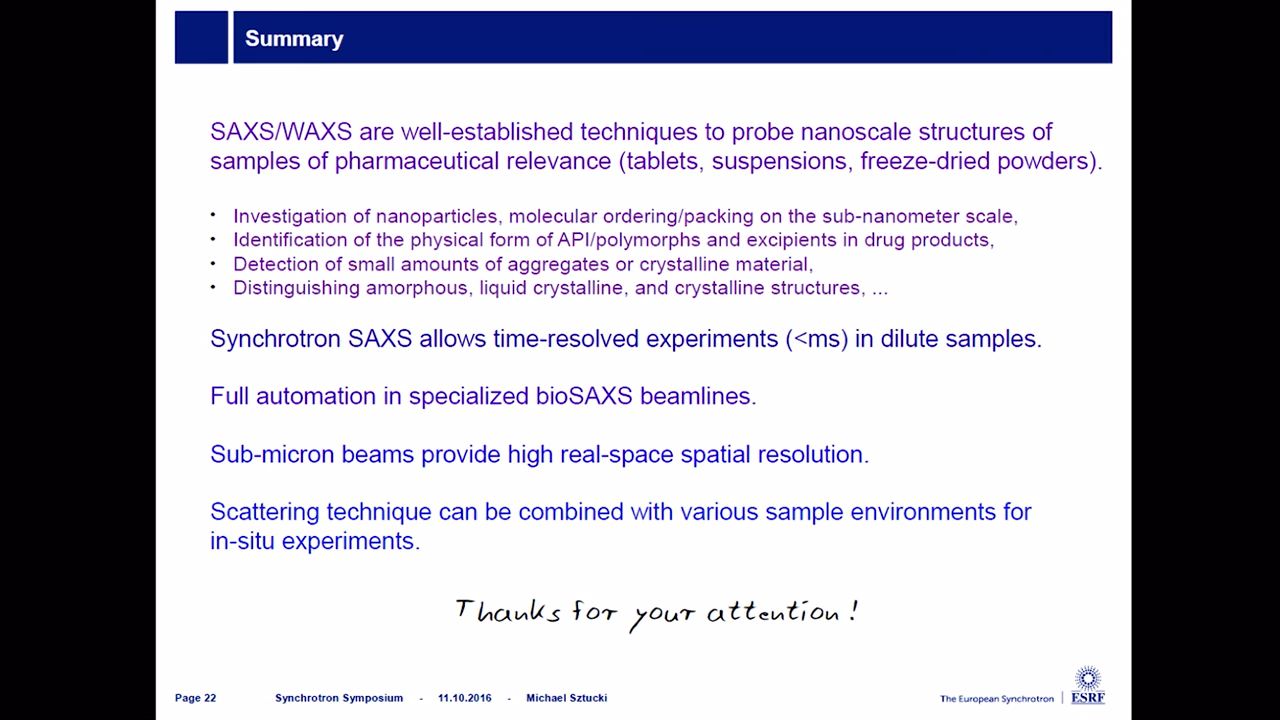 Summary
SAXS/WAXS are well-established techniques to probe nanoscale structures of
samples of pharmaceutical relevance (tablets, suspensions, freeze-dried powders).
• Investigation of nanoparticles, molecular ordering/packing on the sub-nanometer scale,
• Identification of the physical form of API/polymorphs and excipients in drug products,
• Detection of small amounts of aggregates or crystalline material,
• Distinguishing amorphous, liquid crystalline, and crystalline structures, ...
Synchrotron SAXS allows time-resolved experiments (<ms) in dilute samples.
Full automation in specialized bioSAXS beamlines.
Sub-micron beams provide high real-space spatial resolution.
Scattering technique can be combined with various sample environments for
in-situ experiments.
Thanks for your attention!
Page 22 Synchrotron Symposium - 11.10.2016 - Michael Sztucki The European Synchrotron | ESRF